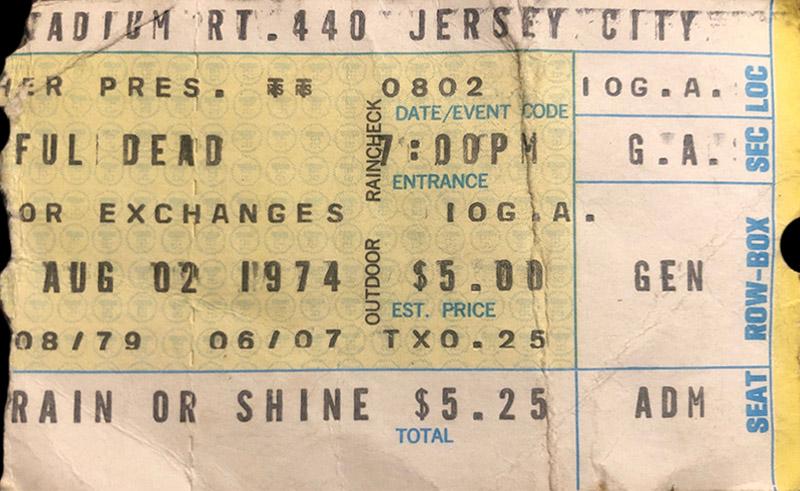 TADIUM RT.440 JERSEY CITY
HER PRES. 0802 IOG.A. LOC
DATE/EVENT CODE
FUL DEAD 7:00PM G.A. SEC
ENTRANCE
OR EXCHANGES IOG.A.
AUG 02 1974 $5.00 GEN ROW-BOX
EST. PRICE
08/79 06/07 TX0.25
RAIN OR SHINE $5.25 ADM SEAT
TOTAL
OUTDOOR RAINCHECK